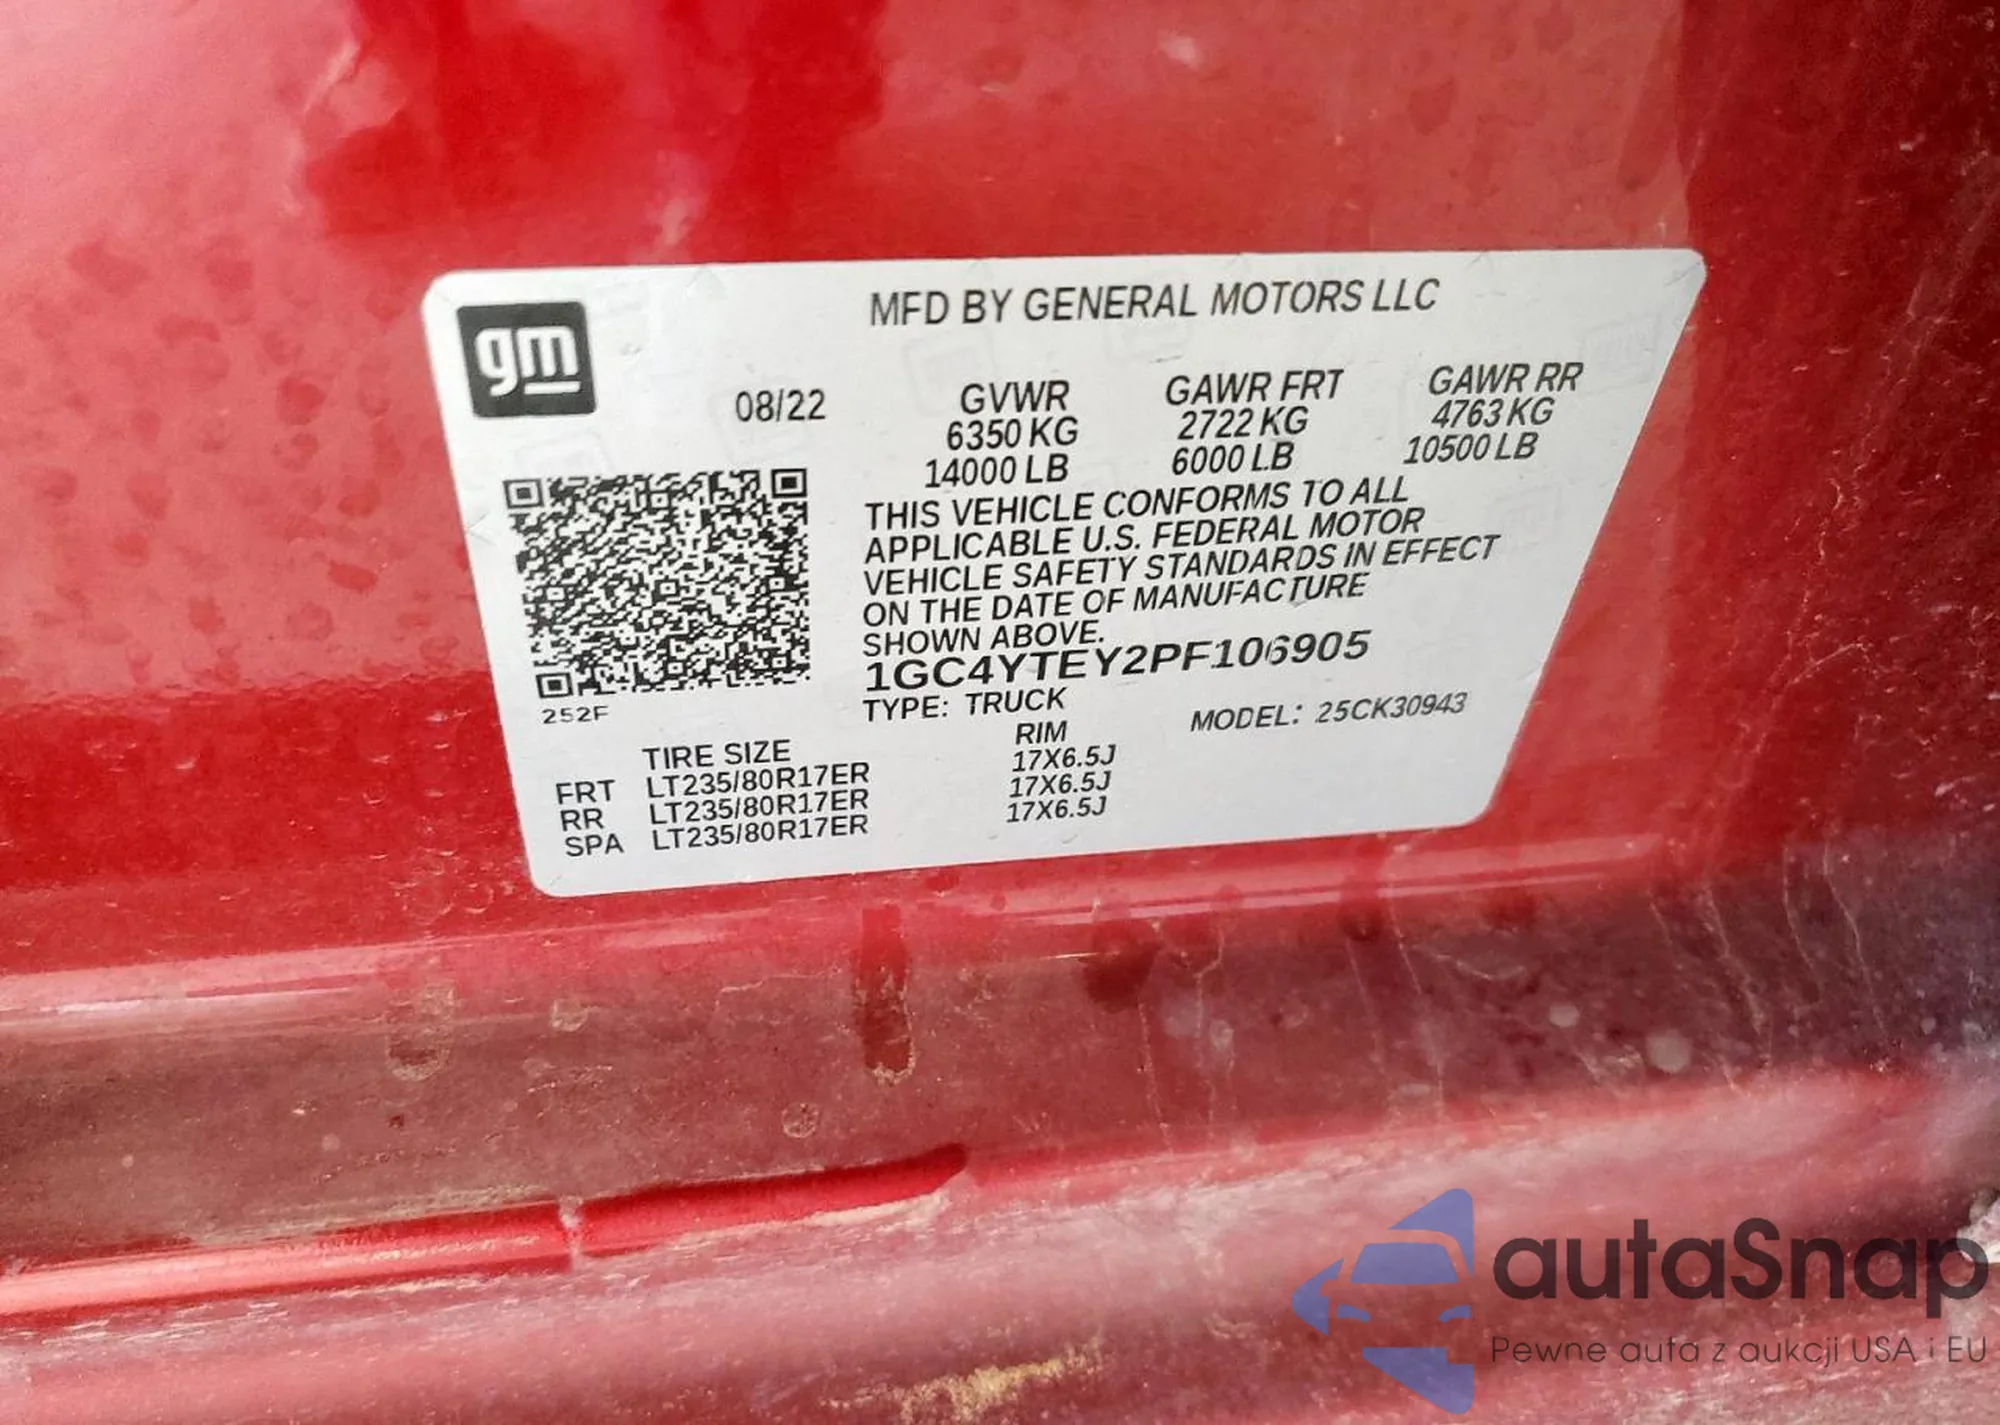 gm
MFD BY GENERAL MOTORS LLC
08/22
GVWR GAWR FRT GAWR RR
6350 KG 2722 KG 4763 KG
14000 LB 6000 LB 10500 LB
THIS VEHICLE CONFORMS TO ALL
APPLICABLE U.S. FEDERAL MOTOR
VEHICLE SAFETY STANDARDS IN EFFECT
ON THE DATE OF MANUFACTURE
SHOWN ABOVE.
1GC4YTEY2PF106905
252F
TYPE: TRUCK MODEL: 25CK30943
TIRE SIZE RIM
FRT LT235/80R17ER 17X6.5J
RR LT235/80R17ER 17X6.5J
SPA LT235/80R17ER 17X6.5J
autaSnap
Pewne auta z aukcji USA i EU